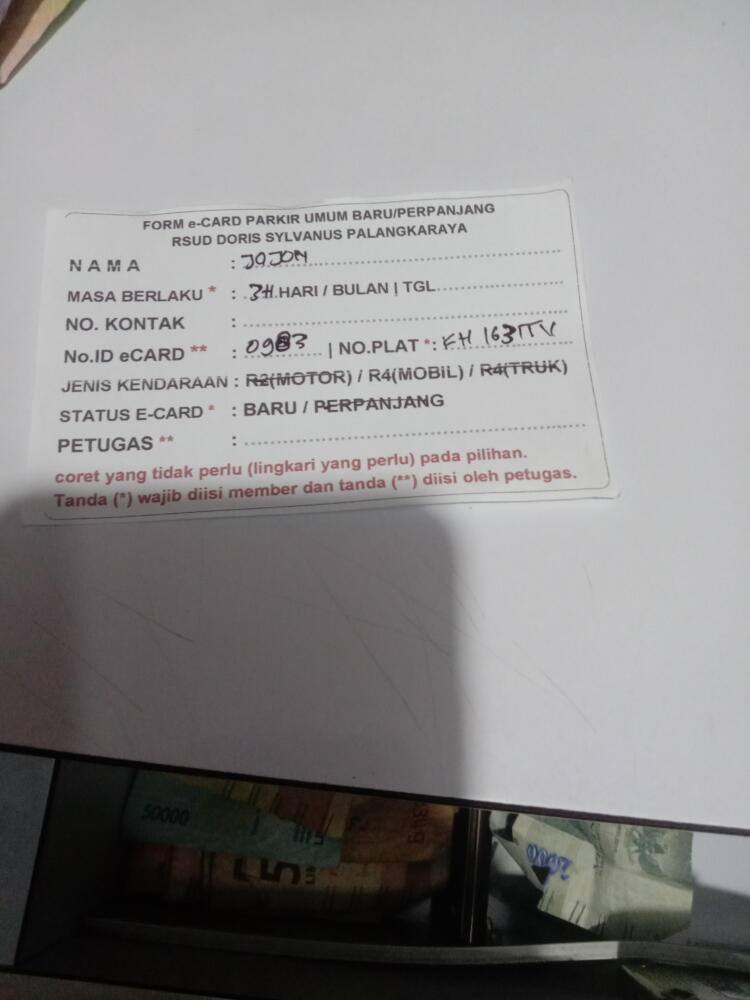 FORM e-CARD PARKIR UMUM BARU/PERPANJANG
RSUD DORIS SYLVANUS PALANGKARAYA
NAMA : JOJON
MASA BERLAKU * : 3H HARI / BULAN | TGL
NO. KONTAK :
No.ID eCARD ** : 0983 | NO.PLAT *: KH 1631TV
JENIS KENDARAAN : R2(MOTOR) / R4(MOBIL) / R4(TRUK)
STATUS E-CARD * : BARU / PERPANJANG
PETUGAS ** :
coret yang tidak perlu (lingkari yang perlu) pada pilihan.
Tanda (*) wajib diisi member dan tanda (**) diisi oleh petugas.
50000
2000